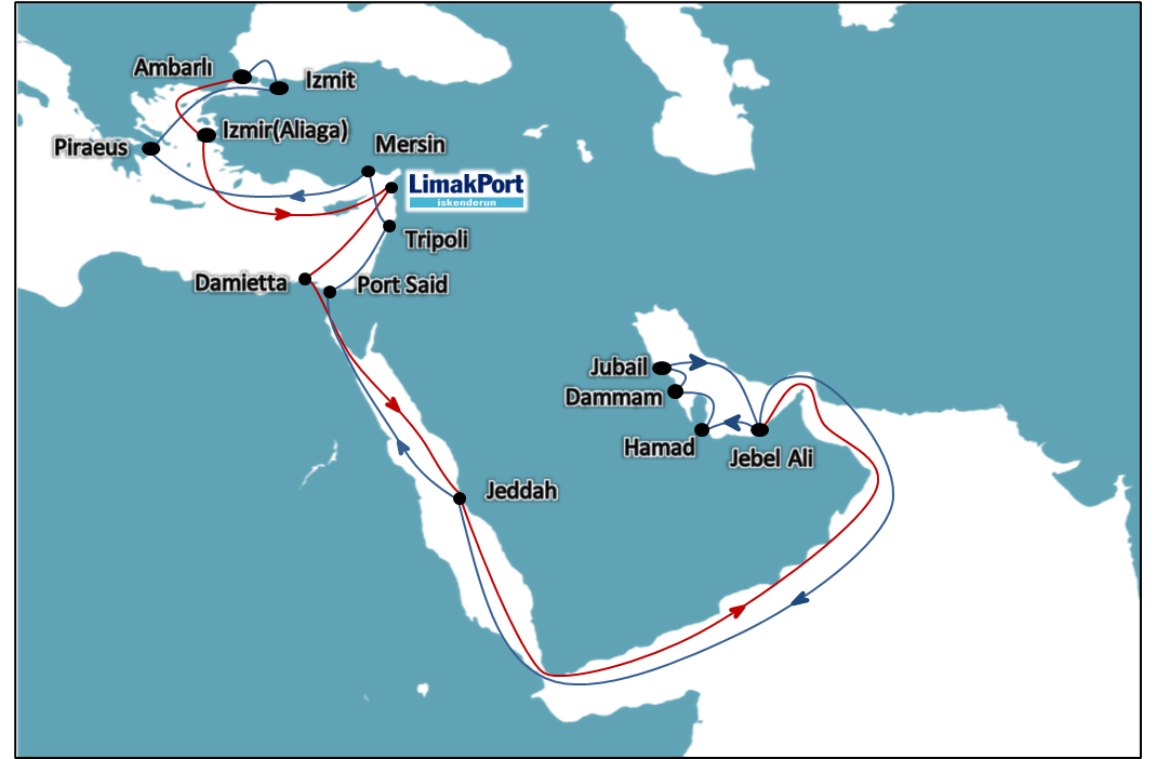 Ambarlı
Izmit
Izmir(Aliaga)
Piraeus
Mersin
LimakPort
iskenderun
Tripoli
Damietta
Port Said
Jubail
Dammam
Hamad
Jebel Ali
Jeddah